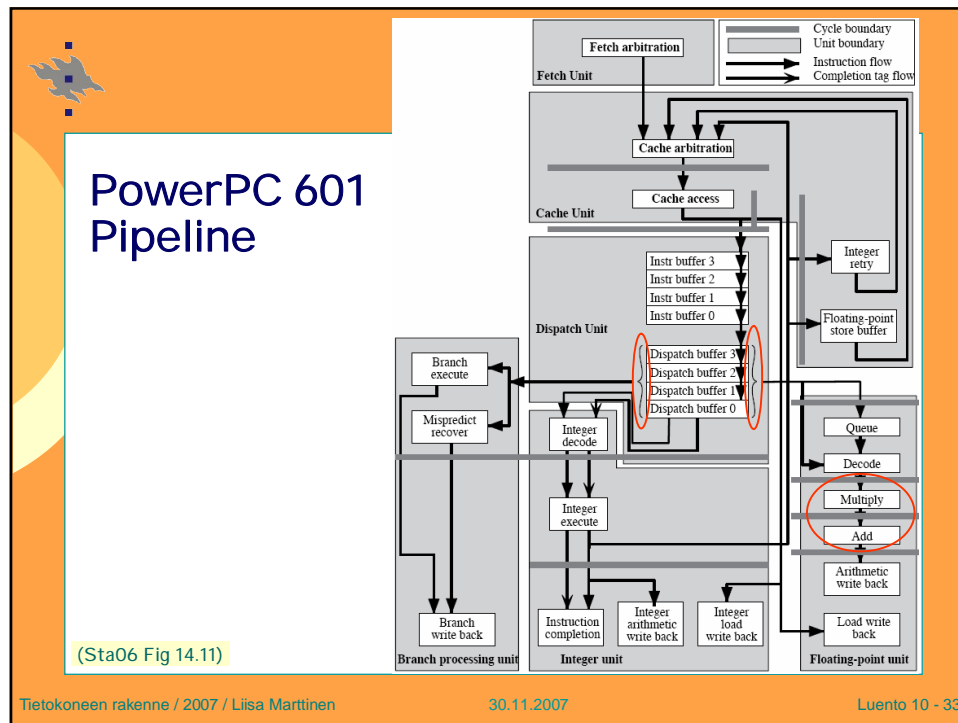 PowerPC 601
Pipeline
Fetch arbitration
Fetch Unit
Cycle boundary
Unit boundary
Instruction flow
Completion tag flow
Cache arbitration
Cache access
Cache Unit
Integer
retry
Floating-point
store buffer
Instr buffer 3
Instr buffer 2
Instr buffer 1
Instr buffer 0
Dispatch Unit
Dispatch buffer 3
Dispatch buffer 2
Dispatch buffer 1
Dispatch buffer 0
Branch
execute
Mispredict
recover
Integer
decode
Integer
execute
Queue
Decode
Multiply
Add
Arithmetic
write back
Branch
write back
Instruction
completion
Integer
arithmetic
write back
Integer
load
write back
Load write
back
Branch processing unit
Integer unit
Floating-point unit
(Sta06 Fig 14.11)
Tietokoneen rakenne / 2007 / Liisa Marttinen
30.11.2007
Luento 10 - 33